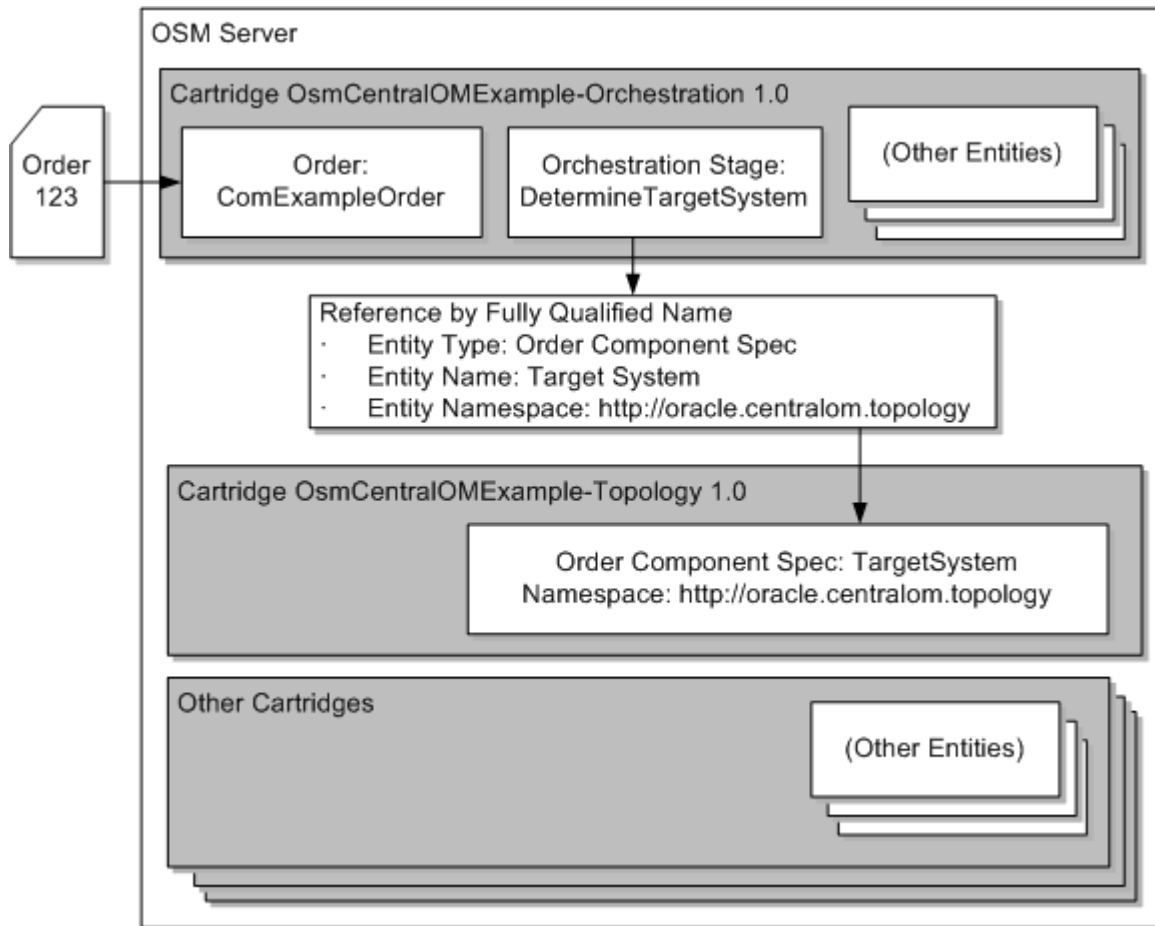 OSM Server
Cartridge OsmCentralOMExample-Orchestration 1.0
Order
123
Order:
ComExampleOrder
Orchestration Stage:
DetermineTargetSystem
(Other Entities)
Reference by Fully Qualified Name
· Entity Type: Order Component Spec
· Entity Name: Target System
· Entity Namespace: http://oracle.centralom.topology
Cartridge OsmCentralOMExample-Topology 1.0
Order Component Spec: TargetSystem
Namespace: http://oracle.centralom.topology
Other Cartridges
(Other Entities)